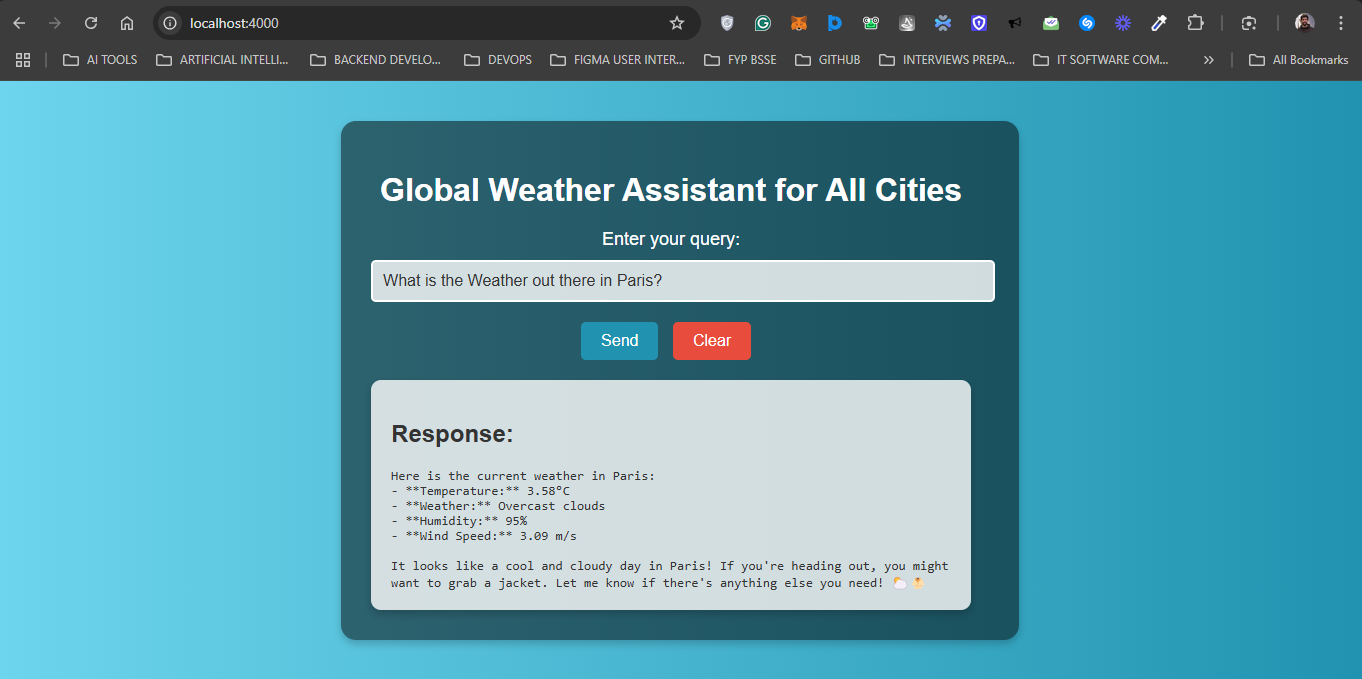 localhost:4000
AI TOOLS
ARTIFICIAL INTELLI...
BACKEND DEVELO...
DEVOPS
FIGMA USER INTER...
FYP BSSE
GITHUB
INTERVIEWS PREPA...
IT SOFTWARE COM...
All Bookmarks
Global Weather Assistant for All Cities
Enter your query:
What is the Weather out there in Paris?
Send
Clear
Response:
Here is the current weather in Paris:
- **Temperature:** 3.58°C
- **Weather:** Overcast clouds
- **Humidity:** 95%
- **Wind Speed:** 3.09 m/s
It looks like a cool and cloudy day in Paris! If you're heading out, you might
want to grab a jacket. Let me know if there's anything else you need!